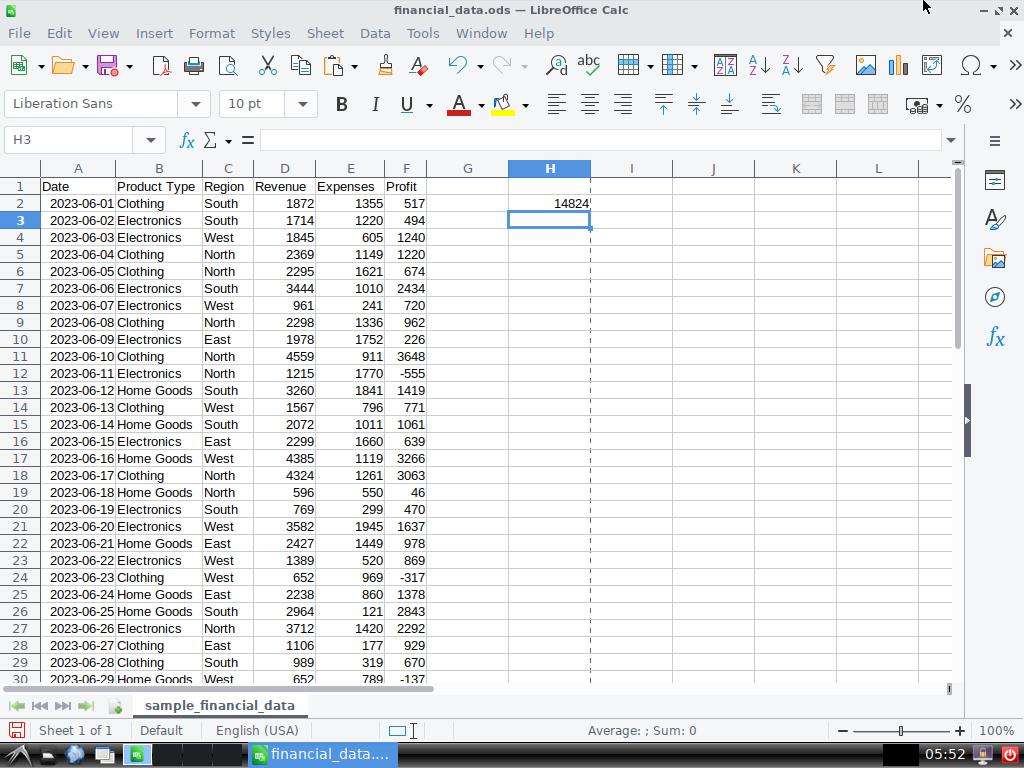 financial_data.ods — LibreOffice Calc
File Edit View Insert Format Styles Sheet Data Tools Window Help
Liberation Sans 10 pt B I U A %
H3 fx Σ =
A B C D E F G H I J K L
1 Date Product Type Region Revenue Expenses Profit
2 2023-06-01 Clothing South 1872 1355 517 14824
3 2023-06-02 Electronics South 1714 1220 494
4 2023-06-03 Electronics West 1845 605 1240
5 2023-06-04 Clothing North 2369 1149 1220
6 2023-06-05 Clothing North 2295 1621 674
7 2023-06-06 Electronics South 3444 1010 2434
8 2023-06-07 Electronics West 961 241 720
9 2023-06-08 Clothing North 2298 1336 962
10 2023-06-09 Electronics East 1978 1752 226
11 2023-06-10 Clothing North 4559 911 3648
12 2023-06-11 Electronics North 1215 1770 -555
13 2023-06-12 Home Goods South 3260 1841 1419
14 2023-06-13 Clothing West 1567 796 771
15 2023-06-14 Home Goods South 2072 1011 1061
16 2023-06-15 Electronics East 2299 1660 639
17 2023-06-16 Home Goods West 4385 1119 3266
18 2023-06-17 Clothing North 4324 1261 3063
19 2023-06-18 Home Goods North 596 550 46
20 2023-06-19 Electronics South 769 299 470
21 2023-06-20 Electronics West 3582 1945 1637
22 2023-06-21 Home Goods East 2427 1449 978
23 2023-06-22 Electronics West 1389 520 869
24 2023-06-23 Clothing West 652 969 -317
25 2023-06-24 Home Goods East 2238 860 1378
26 2023-06-25 Home Goods South 2964 121 2843
27 2023-06-26 Electronics North 3712 1420 2292
28 2023-06-27 Clothing East 1106 177 929
29 2023-06-28 Clothing South 989 319 670
30 2023-06-29 Home Goods West 652 789 -137
sample_financial_data
Sheet 1 of 1 Default English (USA) Average: ; Sum: 0 100%
financial_data.... 05:52